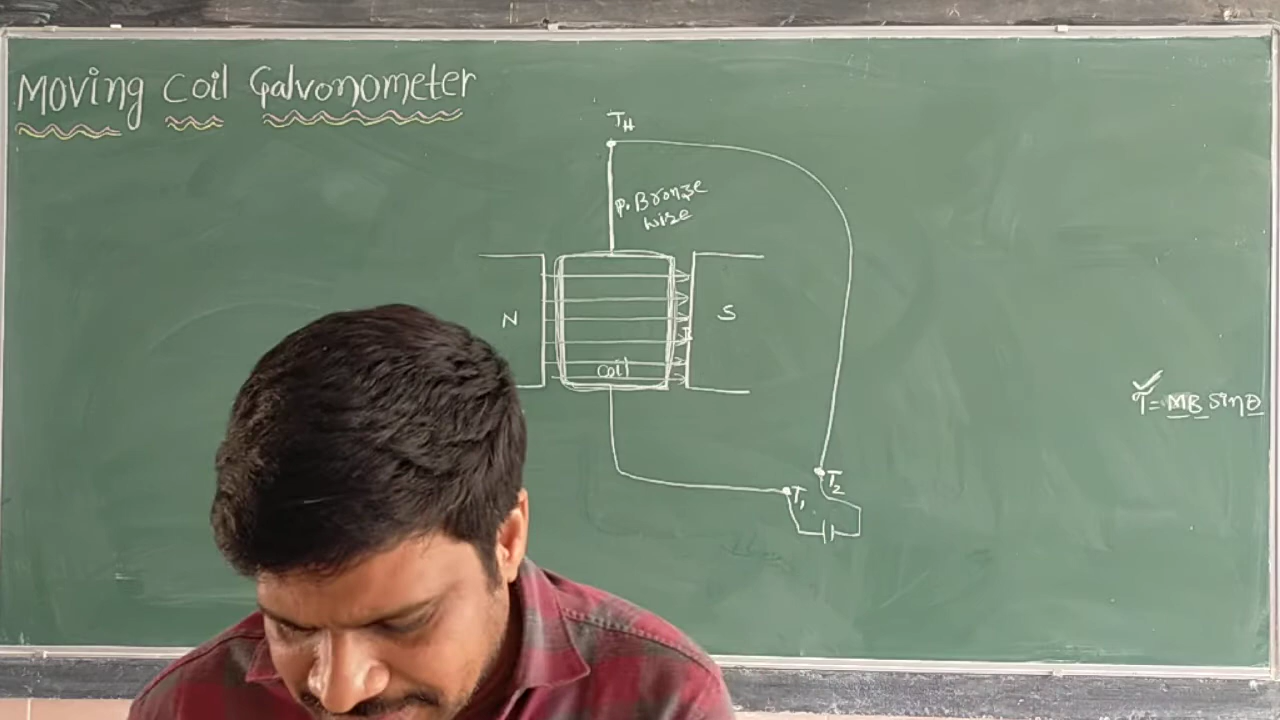 Moving Coil Galvonometer
TH
P. Bronze
wire
N
S
coil
τ = MB sinθ
T2
T1